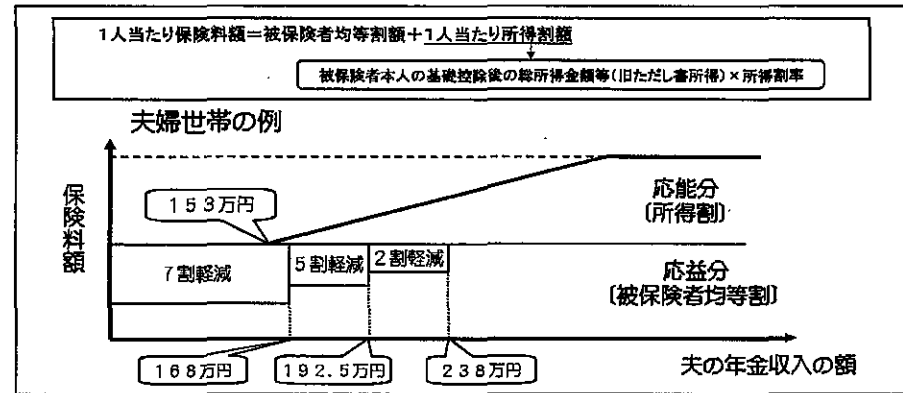 1人当たり保険料額＝被保険者均等割額＋1人当たり所得割額
被保険者本人の基礎控除後の総所得金額等(旧ただし書所得)×所得割率
夫婦世帯の例
保険料額
153万円
応能分
〔所得割〕
7割軽減
5割軽減
2割軽減
応益分
〔被保険者均等割〕
168万円
192.5万円
238万円
夫の年金収入の額